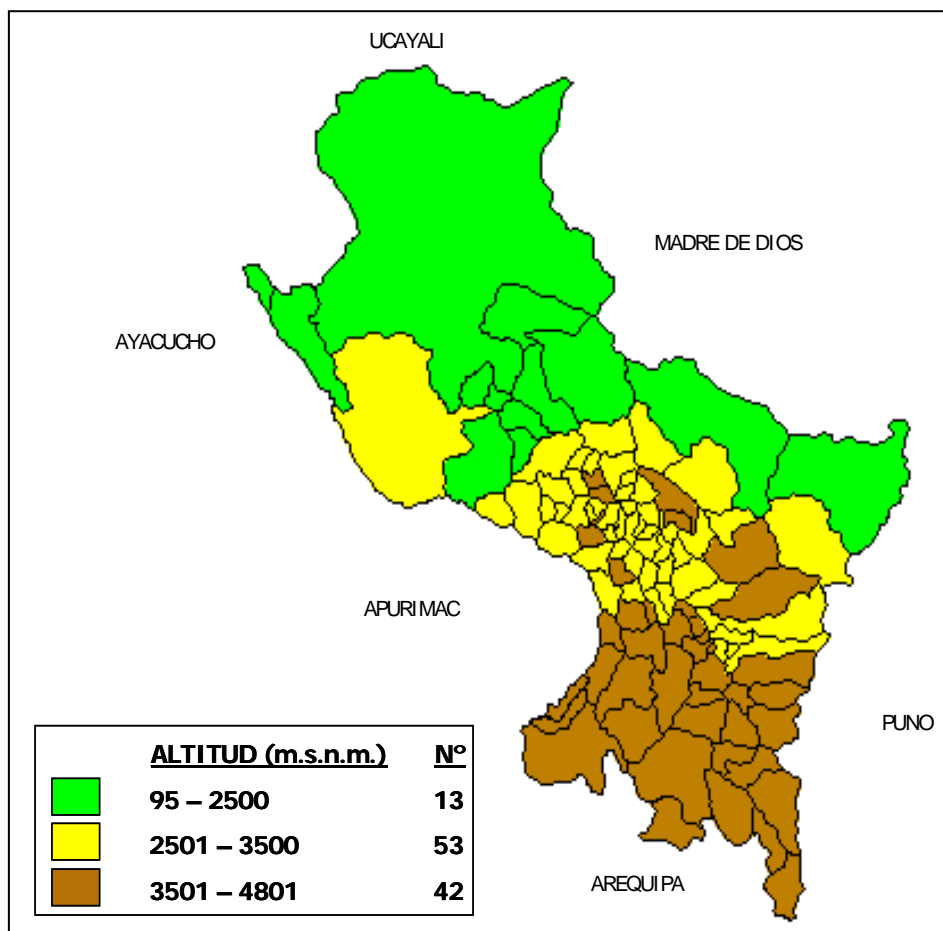 UCAYALI
MADRE DE DIOS
AYACUCHO
APURIMAC
PUNO
AREQUIPA
ALTITUD (m.s.n.m.) Nº
95 – 2500 13
2501 – 3500 53
3501 – 4801 42